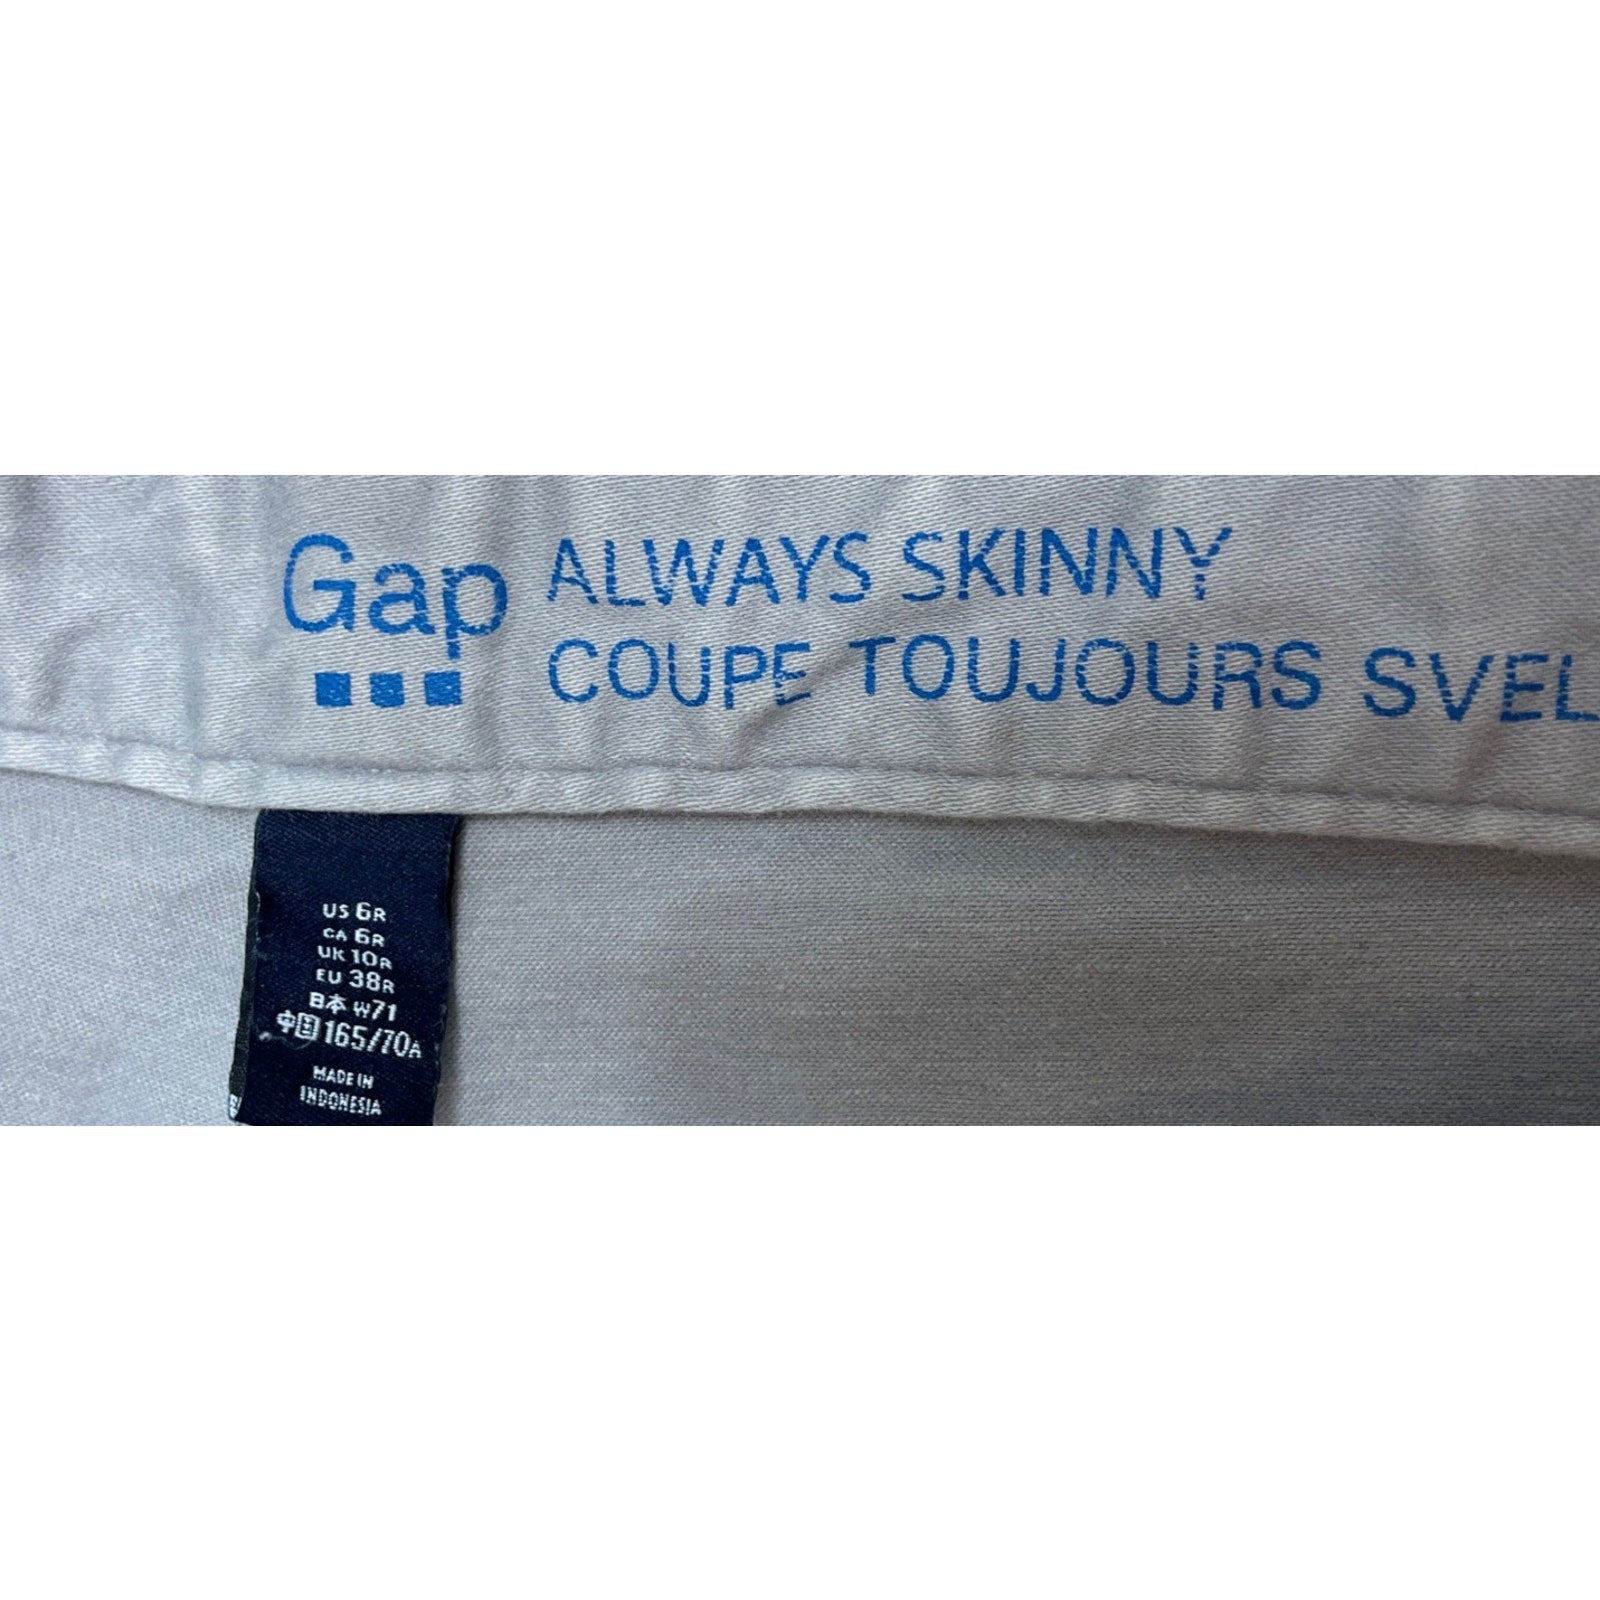 Gap
ALWAYS SKINNY
COUPE TOUJOURS SVEL
US 6R
CA 6R
UK 10R
EU 38R
日本 W71
中国 165/70A
MADE IN
INDONESIA